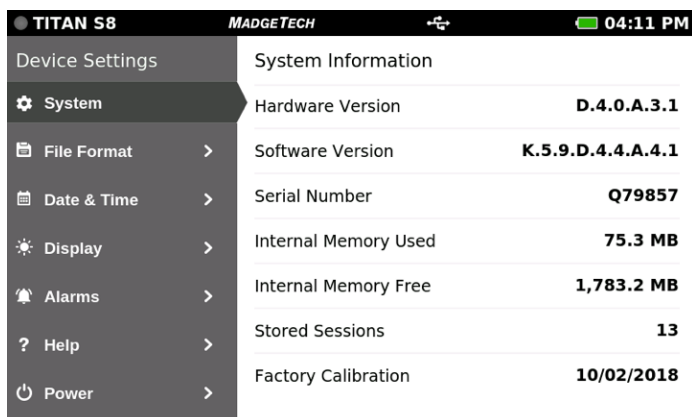 TITAN S8 MADGETECH 04:11 PM
Device Settings
System
File Format
Date & Time
Display
Alarms
? Help
Power
System Information
Hardware Version D.4.0.A.3.1
Software Version K.5.9.D.4.4.A.4.1
Serial Number Q79857
Internal Memory Used 75.3 MB
Internal Memory Free 1,783.2 MB
Stored Sessions 13
Factory Calibration 10/02/2018